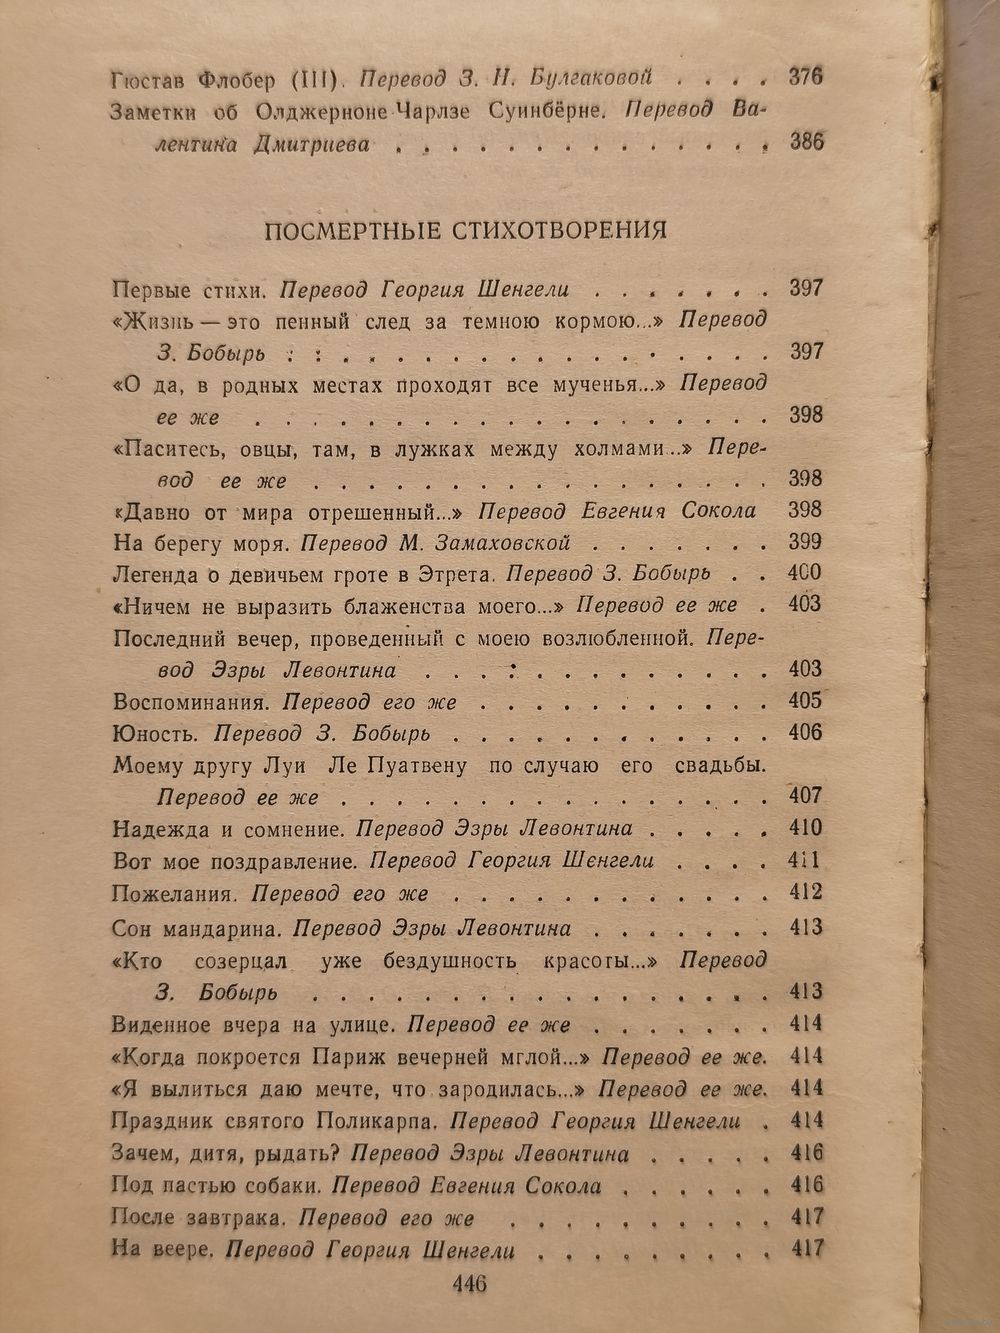 Гюстав Флобер (III). Перевод З. Н. Булгаковой . . . . 376
Заметки об Олджерноне Чарлзе Суинбёрне. Перевод Ва-
лентина Дмитриева . . . . . . . . . . . . . . 386
ПОСМЕРТНЫЕ СТИХОТВОРЕНИЯ
Первые стихи. Перевод Георгия Шенгели . . . . . . . 397
«Жизнь — это пенный след за темною кормою...» Перевод
З. Бобырь . . . . . . . . . . . . . . . . . . 397
«О да, в родных местах проходят все мученья...» Перевод
ее же . . . . . . . . . . . . . . . . . . . 398
«Паситесь, овцы, там, в лужках между холмами...» Пере-
вод ее же . . . . . . . . . . . . . . . . . 398
«Давно от мира отрешенный...» Перевод Евгения Сокола 398
На берегу моря. Перевод М. Замаховской . . . . . . . 399
Легенда о девичьем гроте в Этрета. Перевод З. Бобырь . . 400
«Ничем не выразить блаженства моего...» Перевод ее же . 403
Последний вечер, проведенный с моею возлюбленной. Пере-
вод Эзры Левонтина . . . . . . . . . . . . . 403
Воспоминания. Перевод его же . . . . . . . . . . . 405
Юность. Перевод З. Бобырь . . . . . . . . . . . . 406
Моему другу Луи Ле Пуатвену по случаю его свадьбы.
Перевод ее же . . . . . . . . . . . . . . . . 407
Надежда и сомнение. Перевод Эзры Левонтина . . . . . 410
Вот мое поздравление. Перевод Георгия Шенгели . . . . 411
Пожелания. Перевод его же . . . . . . . . . . . . 412
Сон мандарина. Перевод Эзры Левонтина . . . . . . . 413
«Кто созерцал уже бездушность красоты...» Перевод
З. Бобырь . . . . . . . . . . . . . . . . . 413
Виденное вчера на улице. Перевод ее же . . . . . . . 414
«Когда покроется Париж вечерней мглой...» Перевод ее же. 414
«Я вылиться даю мечте, что зародилась...» Перевод ее же. 414
Праздник святого Поликарпа. Перевод Георгия Шенгели . 414
Зачем, дитя, рыдать? Перевод Эзры Левонтина . . . . . 416
Под пастью собаки. Перевод Евгения Сокола . . . . . . 416
После завтрака. Перевод его же . . . . . . . . . . 417
На веере. Перевод Георгия Шенгели . . . . . . . . . 417
446